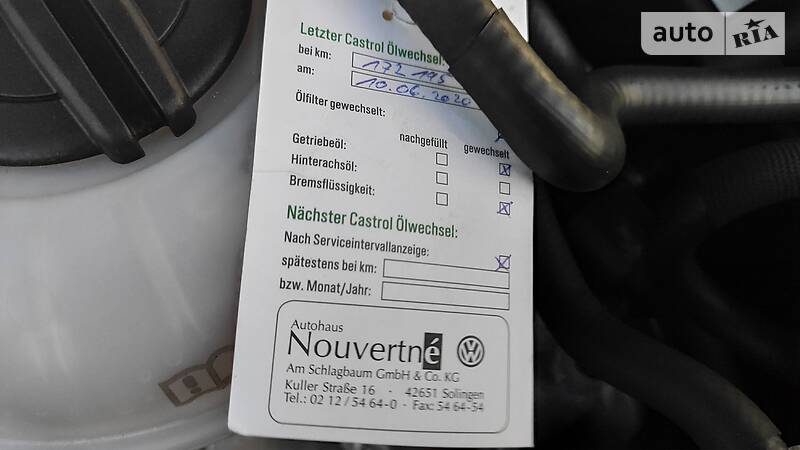 auto RIA
Letzter Castrol Ölwechsel:
bei km: 172 195
am: 10.06.2020
Ölfilter gewechselt:
nachgefüllt gewechselt
Getriebeöl:
Hinterachsöl:
Bremsflüssigkeit:
Nächster Castrol Ölwechsel:
Nach Serviceintervallanzeige:
spätestens bei km:
bzw. Monat/Jahr:
Autohaus
Nouvertné
Am Schlagbaum GmbH & Co. KG
Kuller Straße 16 - 42651 Solingen
Tel.: 02 12/54 64-0 - Fax: 54 64-54